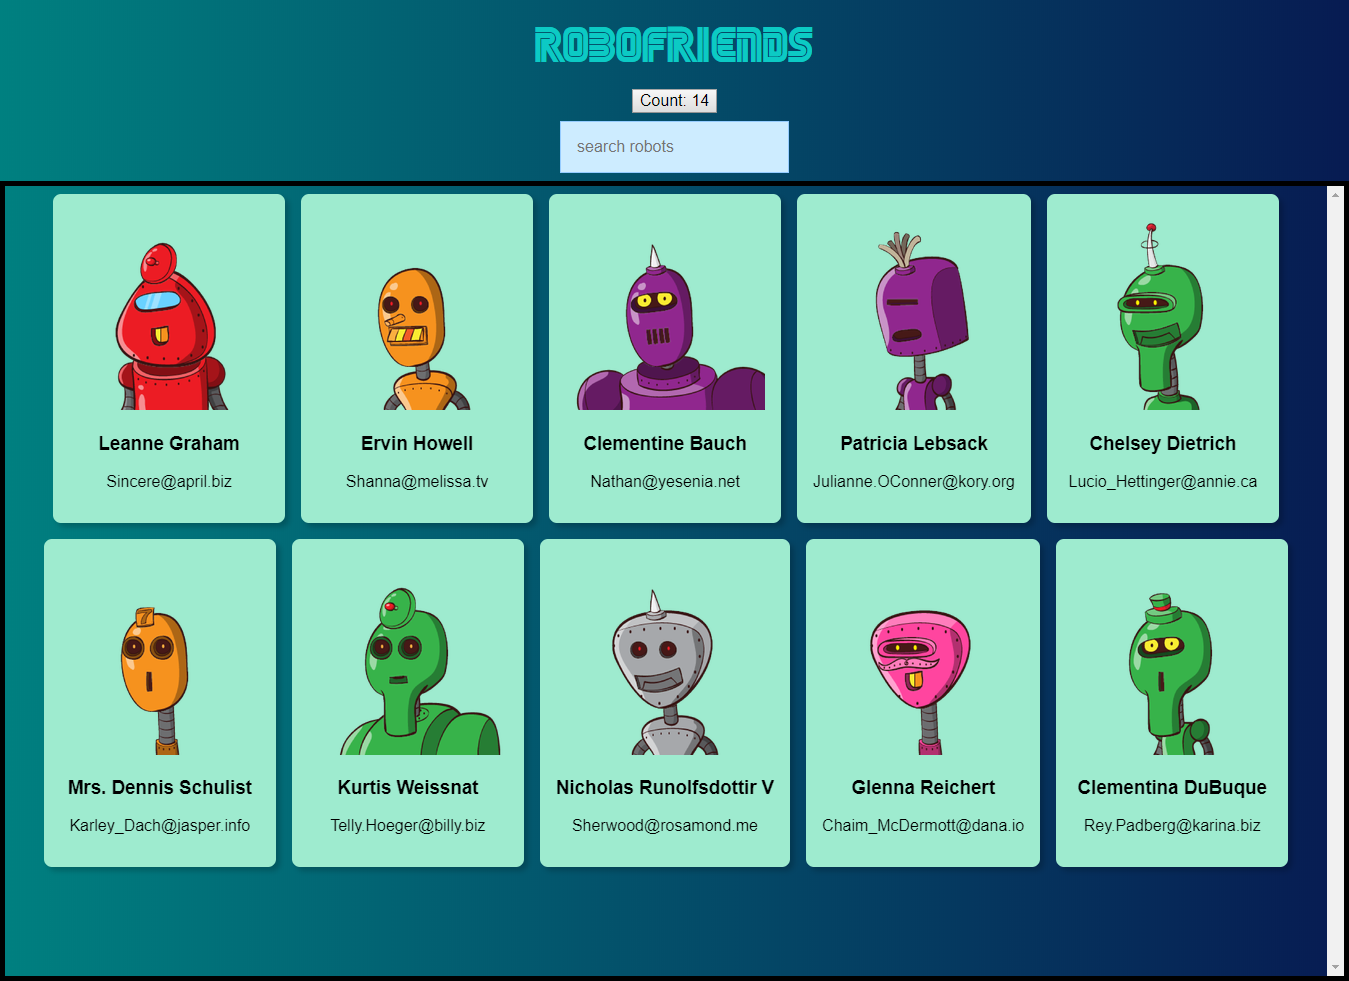 ROBOFRIENDS
Count: 14
search robots
Leanne Graham
Sincere@april.biz
Ervin Howell
Shanna@melissa.tv
Clementine Bauch
Nathan@yesenia.net
Patricia Lebsack
Julianne.OConner@kory.org
Chelsey Dietrich
Lucio_Hettinger@annie.ca
7
Mrs. Dennis Schulist
Karley_Dach@jasper.info
Kurtis Weissnat
Telly.Hoeger@billy.biz
Nicholas Runolfsdottir V
Sherwood@rosamond.me
Glenna Reichert
Chaim_McDermott@dana.io
Clementina DuBuque
Rey.Padberg@karina.biz